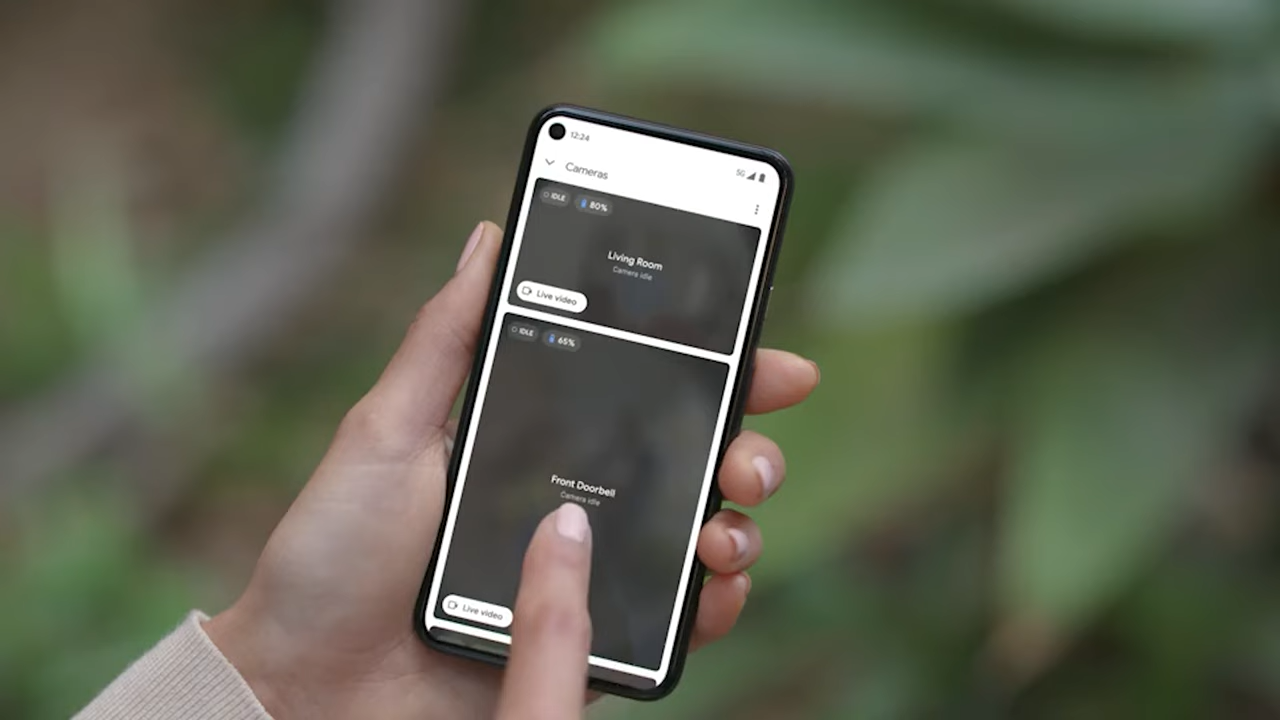 12:24
5G
Cameras
IDLE 80%
Living Room
Camera idle
Live video
IDLE 65%
Front Doorbell
Camera idle
Live video